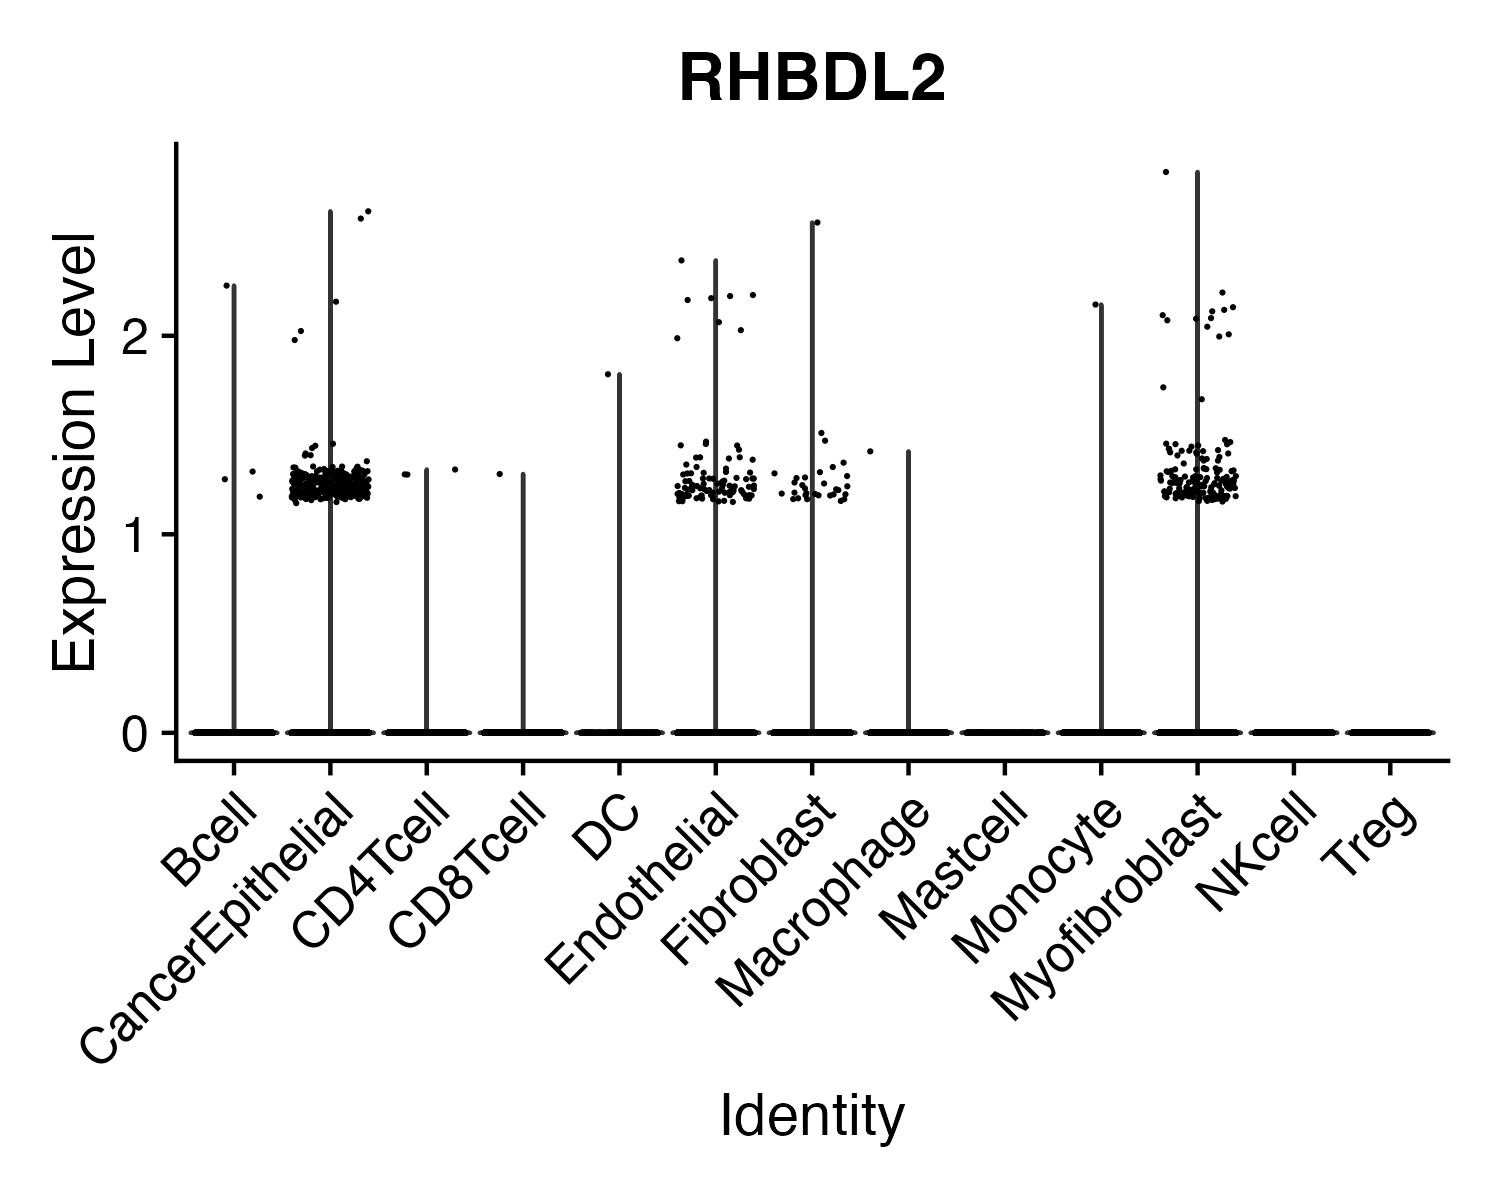 RHBDL2
Expression Level
2
1
0
Bcell
CancerEpithelial
CD4Tcell
CD8Tcell
DC
Endothelial
Fibroblast
Macrophage
Mastcell
Monocyte
Myofibroblast
NKcell
Treg
Identity